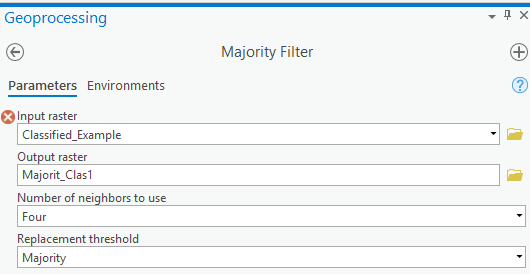 Geoprocessing
Majority Filter
Parameters Environments
Input raster
Classified_Example
Output raster
Majorit_Clas1
Number of neighbors to use
Four
Replacement threshold
Majority